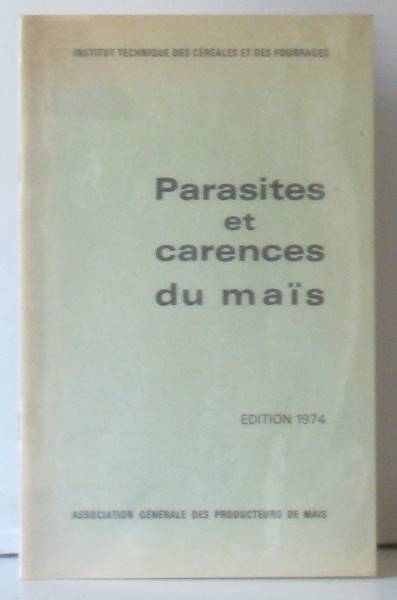 INSTITUT TECHNIQUE DES CÉRÉALES ET DES FOURRAGES
Parasites
et
carences
du maïs
EDITION 1974
ASSOCIATION GÉNÉRALE DES PRODUCTEURS DE MAIS